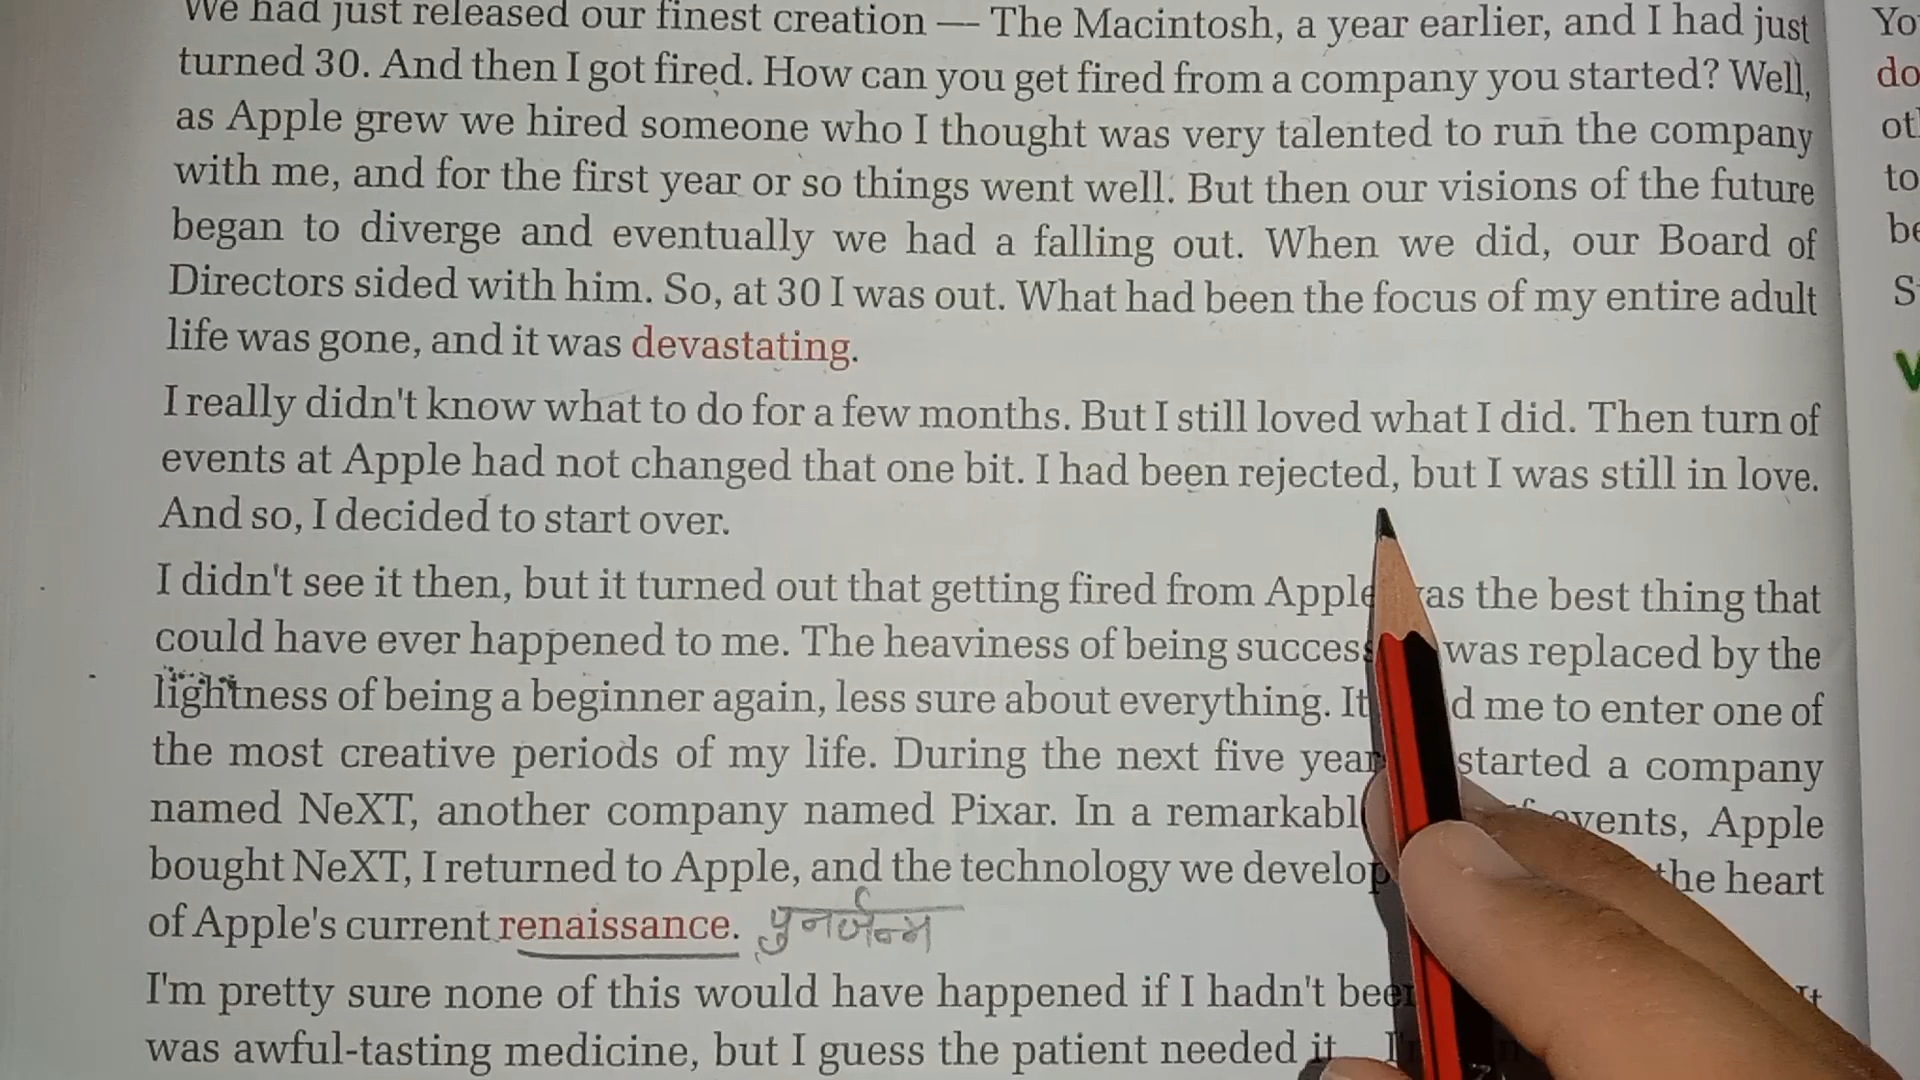 We had just released our finest creation — The Macintosh, a year earlier, and I had just
turned 30. And then I got fired. How can you get fired from a company you started? Well,
as Apple grew we hired someone who I thought was very talented to run the company
with me, and for the first year or so things went well. But then our visions of the future
began to diverge and eventually we had a falling out. When we did, our Board of
Directors sided with him. So, at 30 I was out. What had been the focus of my entire adult
life was gone, and it was devastating.
I really didn't know what to do for a few months. But I still loved what I did. Then turn of
events at Apple had not changed that one bit. I had been rejected, but I was still in love.
And so, I decided to start over.
I didn't see it then, but it turned out that getting fired from Apple was the best thing that
could have ever happened to me. The heaviness of being success was replaced by the
lightness of being a beginner again, less sure about everything. It me to enter one of
the most creative periods of my life. During the next five year started a company
named NeXT, another company named Pixar. In a remarkabl events, Apple
bought NeXT, I returned to Apple, and the technology we develop the heart
of Apple's current renaissance. पुनर्जन्म
I'm pretty sure none of this would have happened if I hadn't been It
was awful-tasting medicine, but I guess the patient needed it
Yo
do
ot
to
be
S
V